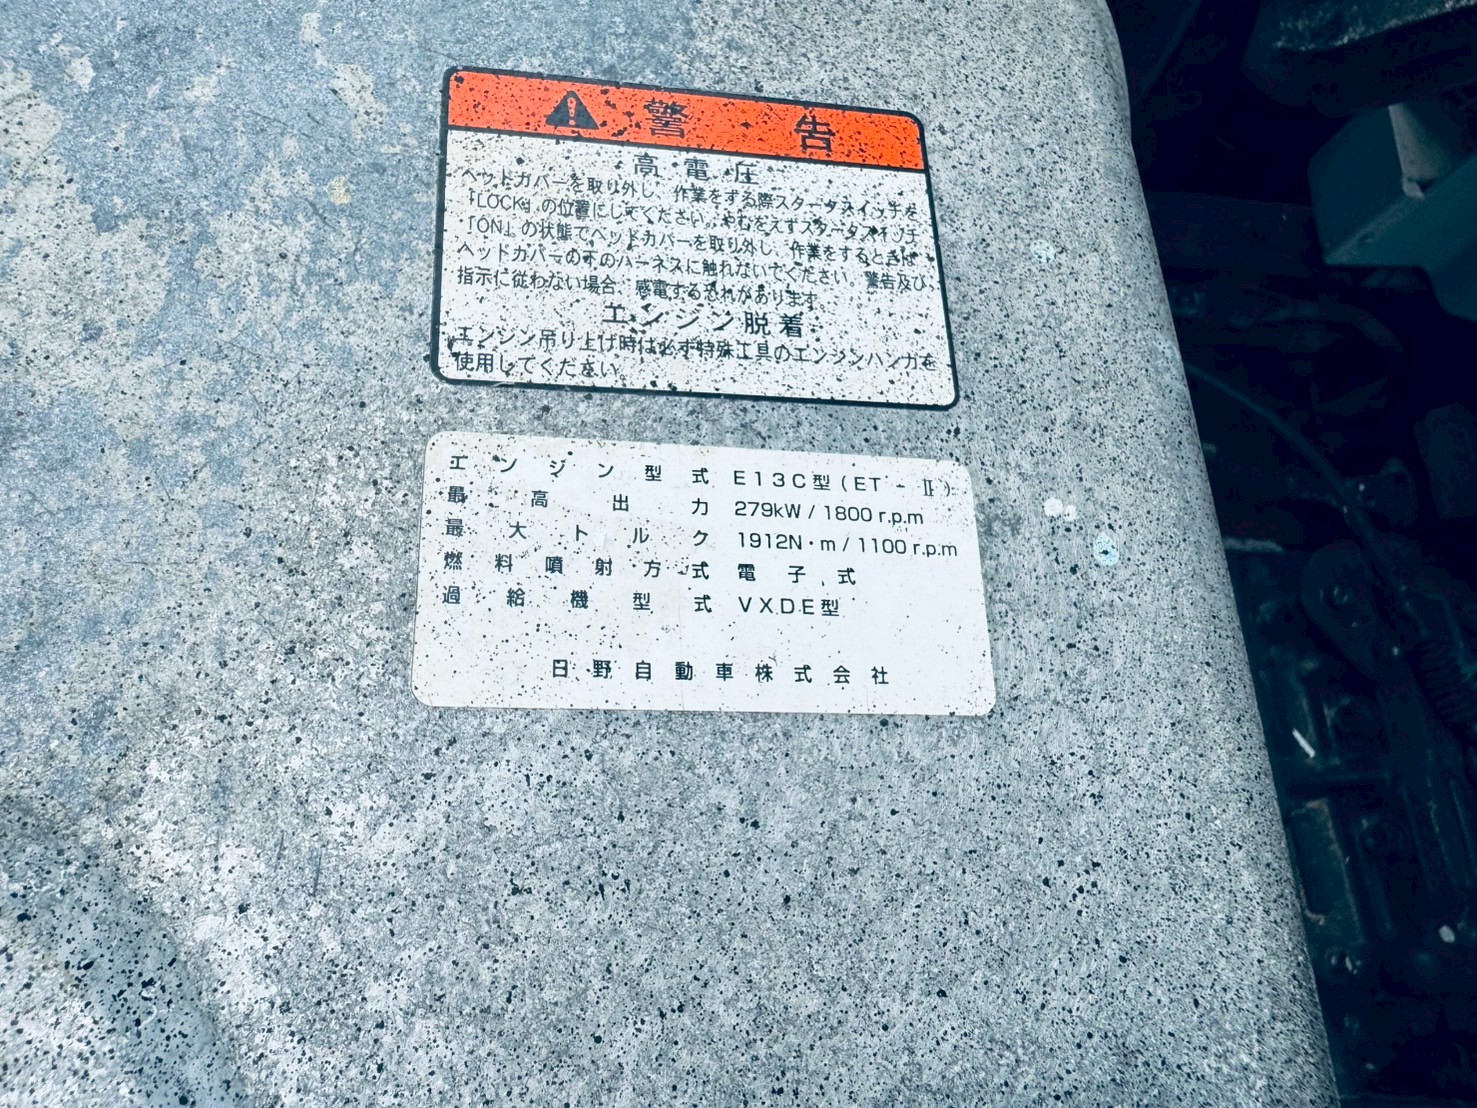 警告
高電圧
ヘッドカバーを取り外し、作業をする際スタータスイッチを
「LOCK」の位置にしてください。やむをえずスタータスイッチ
「ON」の状態でヘッドカバーを取り外し、作業をするときは、
ヘッドカバーの下のハーネスに触れないでください。警告及び、
指示に従わない場合、感電する恐れがあります。
エンジン脱着
エンジン吊り上げ時は必ず特殊工具のエンジンハンガを
使用してください。
エンジン型式 E13C型(ET-Ⅱ)
最高出力 279kW/1800 r.p.m
最大トルク 1912N・m/1100 r.p.m
燃料噴射方式 電子式
過給機型式 VXDE型
日野自動車株式会社